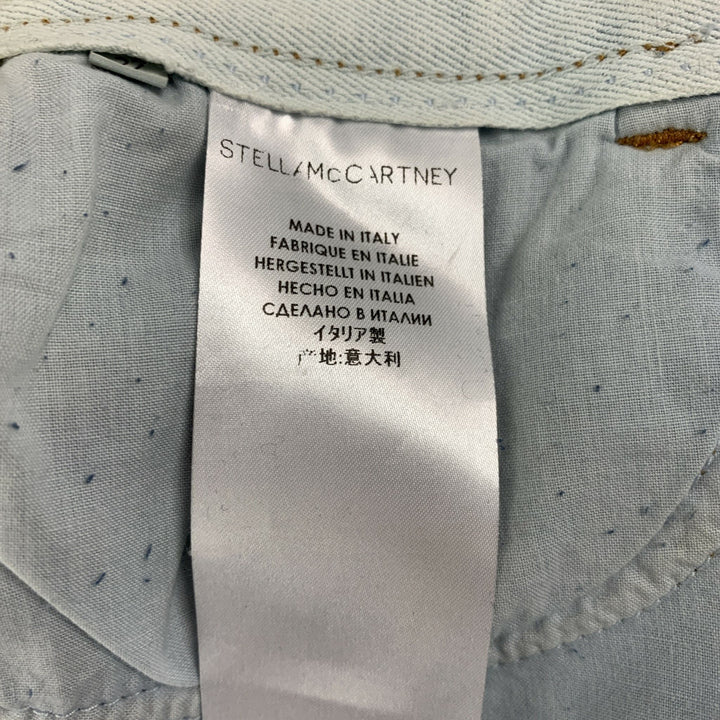 STELLA McCARTNEY
MADE IN ITALY
FABRIQUE EN ITALIE
HERGESTELLT IN ITALIEN
HECHO EN ITALIA
СДЕЛАНО В ИТАЛИИ
イタリア製
产地:意大利